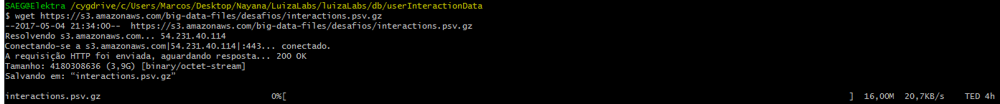 SAEG@Elektra /cygdrive/c/Users/Marcos/Desktop/Nayana/LuizaLabs/luizaLabs/db/userInteractionData
$ wget https://s3.amazonaws.com/big-data-files/desafios/interactions.psv.gz
--2017-05-04 21:34:00--  https://s3.amazonaws.com/big-data-files/desafios/interactions.psv.gz
Resolvendo s3.amazonaws.com... 54.231.40.114
Conectando-se a s3.amazonaws.com|54.231.40.114|:443... conectado.
A requisição HTTP foi enviada, aguardando resposta... 200 OK
Tamanho: 4180308636 (3,9G) [binary/octet-stream]
Salvando em: “interactions.psv.gz”
interactions.psv.gz 0%[ ] 16,00M 20,7KB/s TED 4h